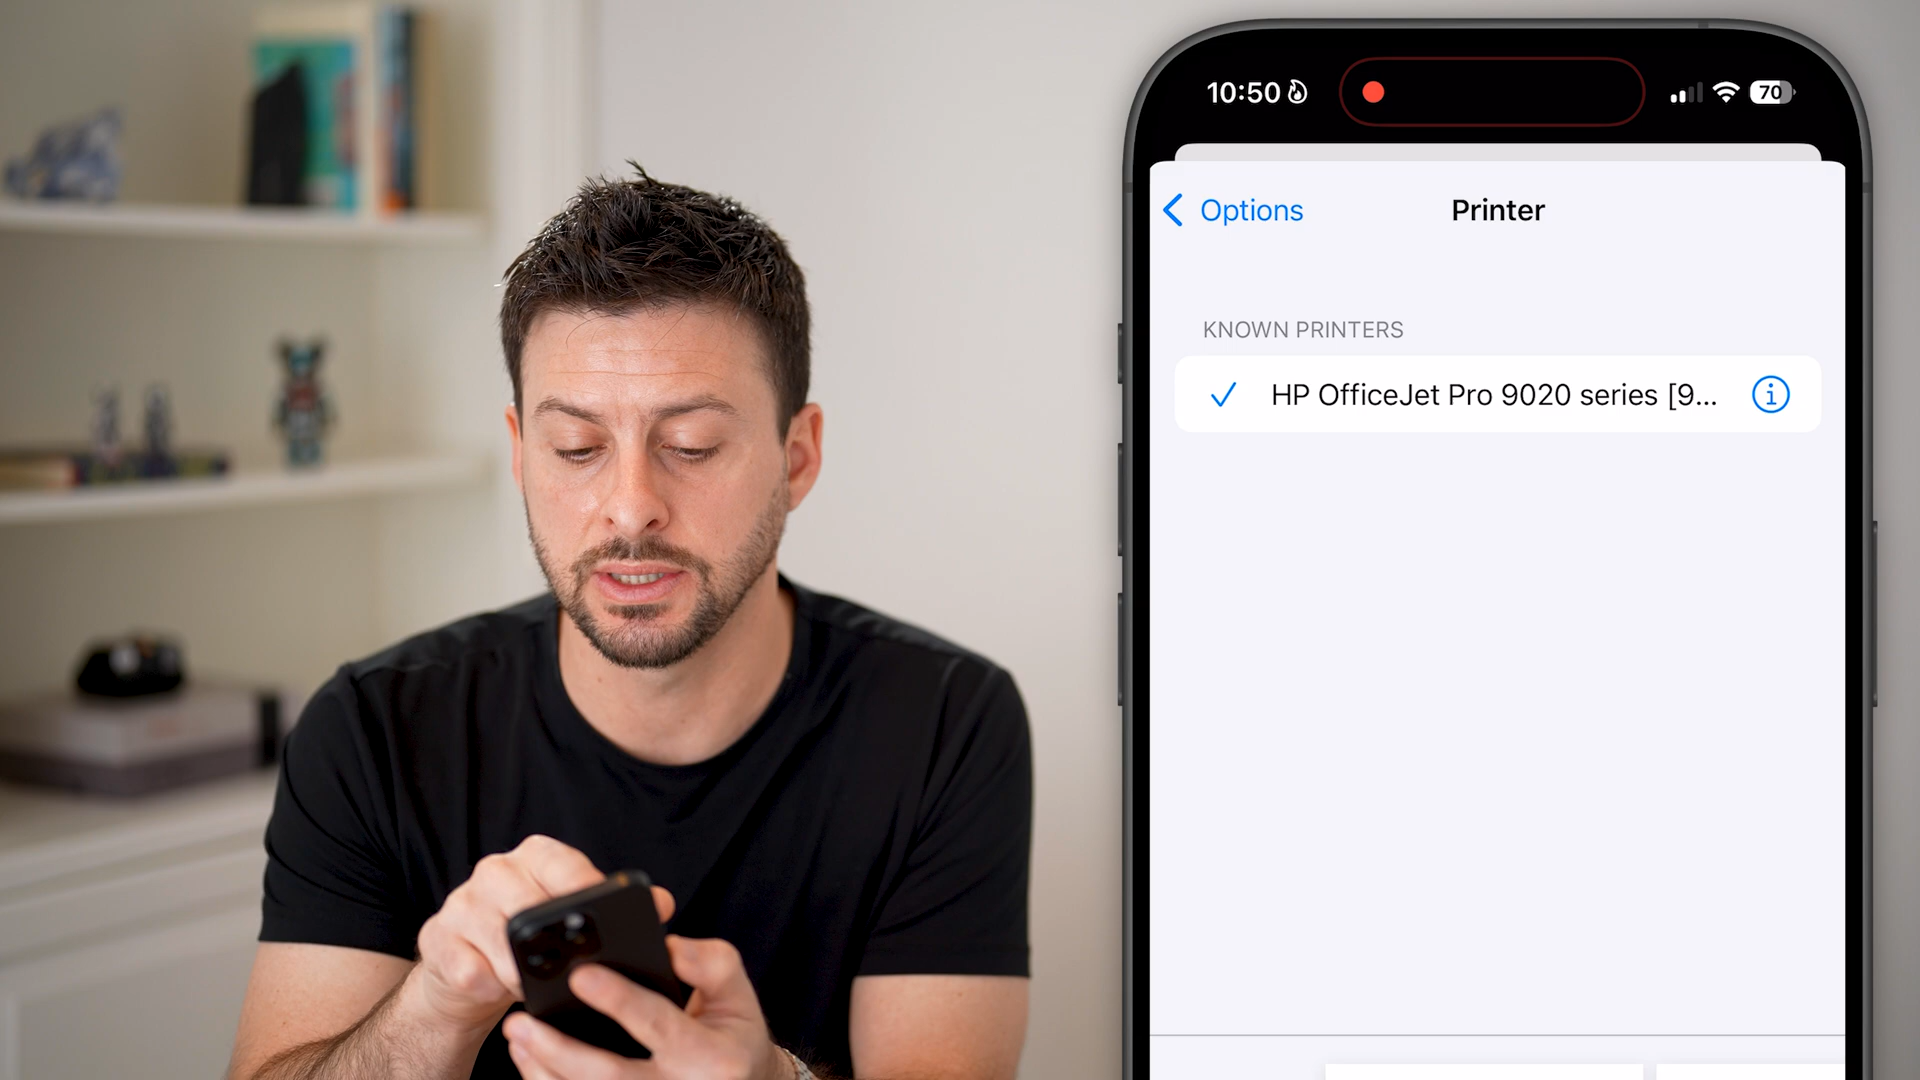 10:50
70
Options
Printer
KNOWN PRINTERS
HP OfficeJet Pro 9020 series [9...